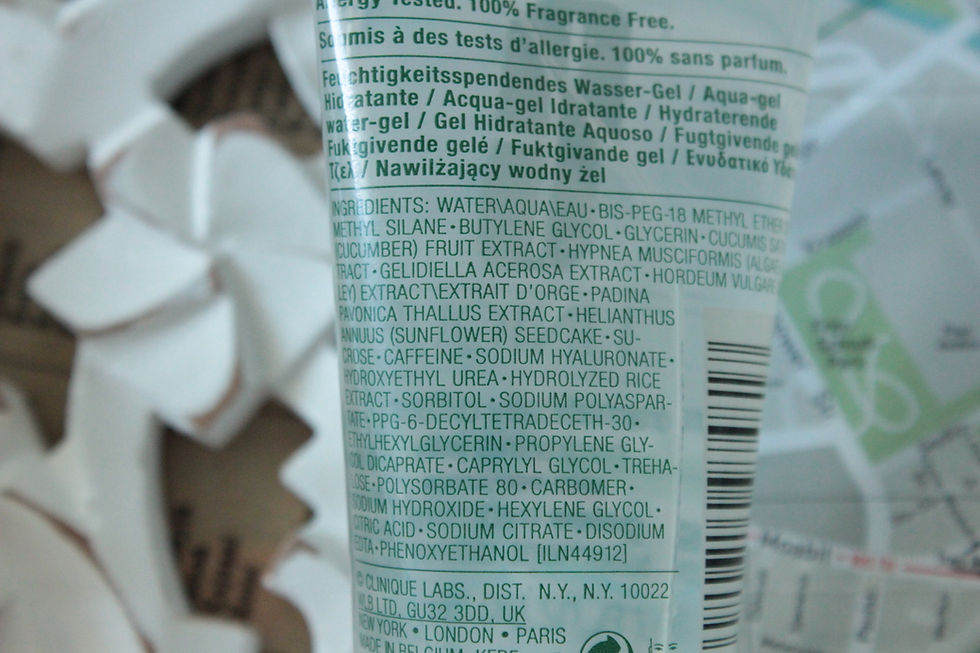 Allergy Tested. 100% Fragrance Free.
Soumis à des tests d'allergie. 100% sans parfum.
Feuchtigkeitsspendendes Wasser-Gel / Aqua-gel
Hidratante / Acqua-gel Idratante / Hydraterende
water-gel / Gel Hidratante Aquoso / Fugtgivende
Fuktgivende gelé / Fuktgivande gel / Ενυδατικό
Τζελ / Nawilżający wodny żel
INGREDIENTS: WATER\AQUA\EAU • BIS-PEG-18 METHYL ETHER
METHYL SILANE • BUTYLENE GLYCOL • GLYCERIN • CUCUMIS
(CUCUMBER) FRUIT EXTRACT • HYPNEA MUSCIFORMIS (ALGAE
TRACT • GELIDIELLA ACEROSA EXTRACT • HORDEUM VULGARE
LEY) EXTRACT\EXTRAIT D'ORGE • PADINA
PAVONICA THALLUS EXTRACT • HELIANTHUS
ANNUUS (SUNFLOWER) SEEDCAKE • SU-
CROSE • CAFFEINE • SODIUM HYALURONATE •
HYDROXYETHYL UREA • HYDROLYZED RICE
EXTRACT • SORBITOL • SODIUM POLYASPAR-
TATE • PPG-6-DECYLTETRADECETH-30 •
ETHYLHEXYLGLYCERIN • PROPYLENE GLY-
COL DICAPRATE • CAPRYLYL GLYCOL • TREHA-
LOSE • POLYSORBATE 80 • CARBOMER •
SODIUM HYDROXIDE • HEXYLENE GLYCOL •
CITRIC ACID • SODIUM CITRATE • DISODIUM
EDTA • PHENOXYETHANOL [ILN44912]
© CLINIQUE LABS., DIST. N.Y., N.Y. 10022
WLB LTD, GU32 3DD, UK
NEW YORK • LONDON • PARIS
MADE IN BELGIUM,